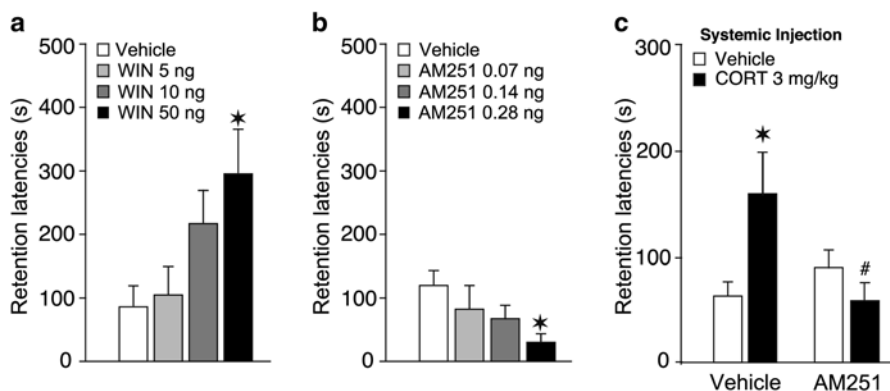 a
Retention latencies (s)
500
400
300
200
100
0
Vehicle
WIN 5 ng
WIN 10 ng
WIN 50 ng
b
Retention latencies (s)
500
400
300
200
100
0
Vehicle
AM251 0.07 ng
AM251 0.14 ng
AM251 0.28 ng
c
Systemic Injection
Retention latencies (s)
300
200
100
0
Vehicle
CORT 3 mg/kg
#
Vehicle AM251